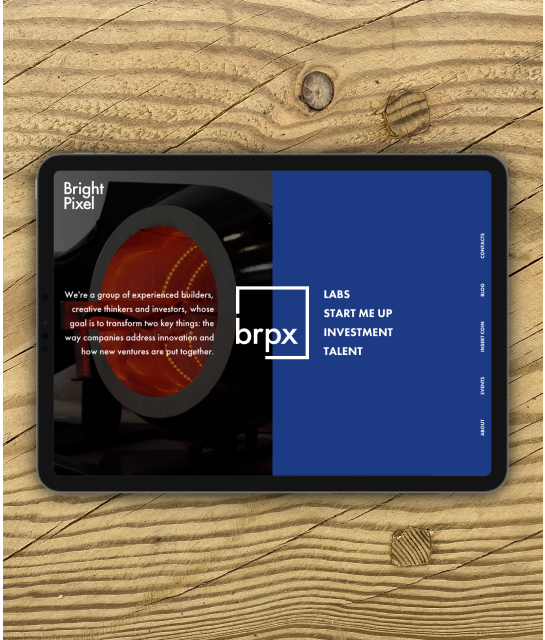 Bright
Pixel
We're a group of experienced builders,
creative thinkers and investors, whose
goal is to transform two key things: the
way companies address innovation and
how new ventures are put together.
brpx
LABS
START ME UP
INVESTMENT
TALENT
CONTACTS
BLOG
INSERT COIN
EVENTS
ABOUT